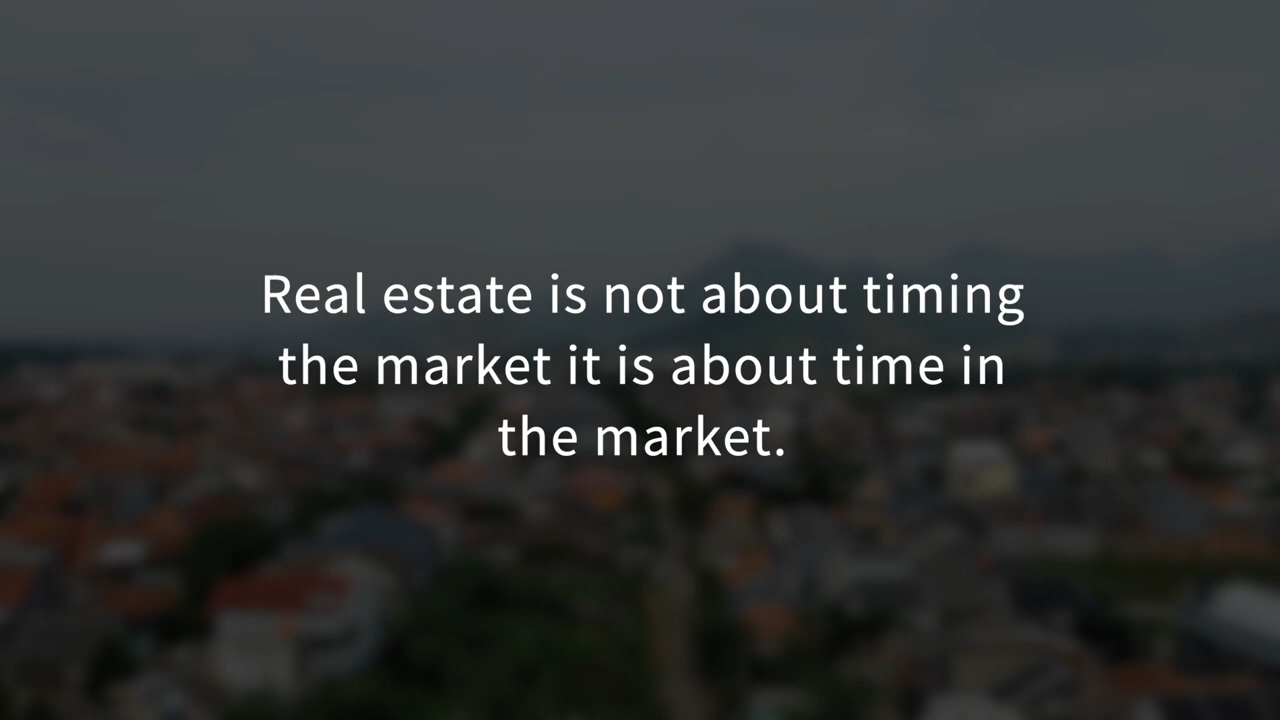 Real estate is not about timing
the market it is about time in
the market.